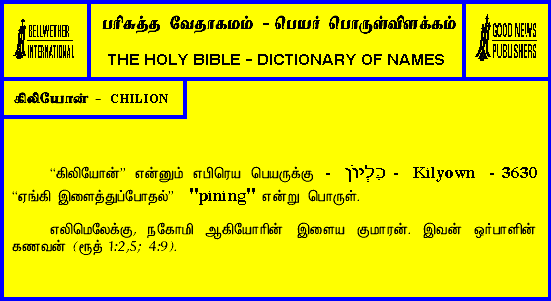 BELLWETHER
INTERNATIONAL
பரிசுத்த வேதாகமம் - பெயர் பொருள்விளக்கம்
THE HOLY BIBLE - DICTIONARY OF NAMES
GOOD NEWS
PUBLISHERS
கிலியோன் - CHILION
“கிலியோன்” என்னும் எபிரெய பெயருக்கு - כִּלְיוֹן - Kilyown - 3630
“ஏங்கி இளைத்துப்போதல்” "pining" என்று பொருள்.
எலிமெலேக்கு, நகோமி ஆகியோரின் இளைய குமாரன். இவன் ஒர்பாளின்
கணவன் (ரூத் 1:2,5; 4:9).